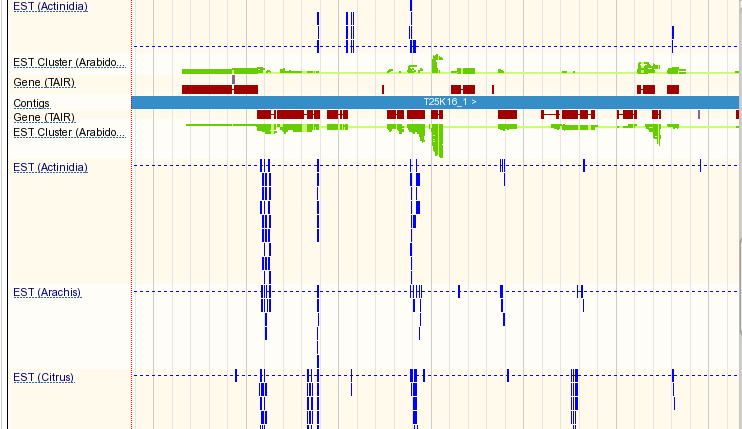 EST (Actinidia)
EST Cluster (Arabido...
Gene (TAIR)
Contigs
T25K16_1 >
Gene (TAIR)
EST Cluster (Arabido...
EST (Actinidia)
EST (Arachis)
EST (Citrus)